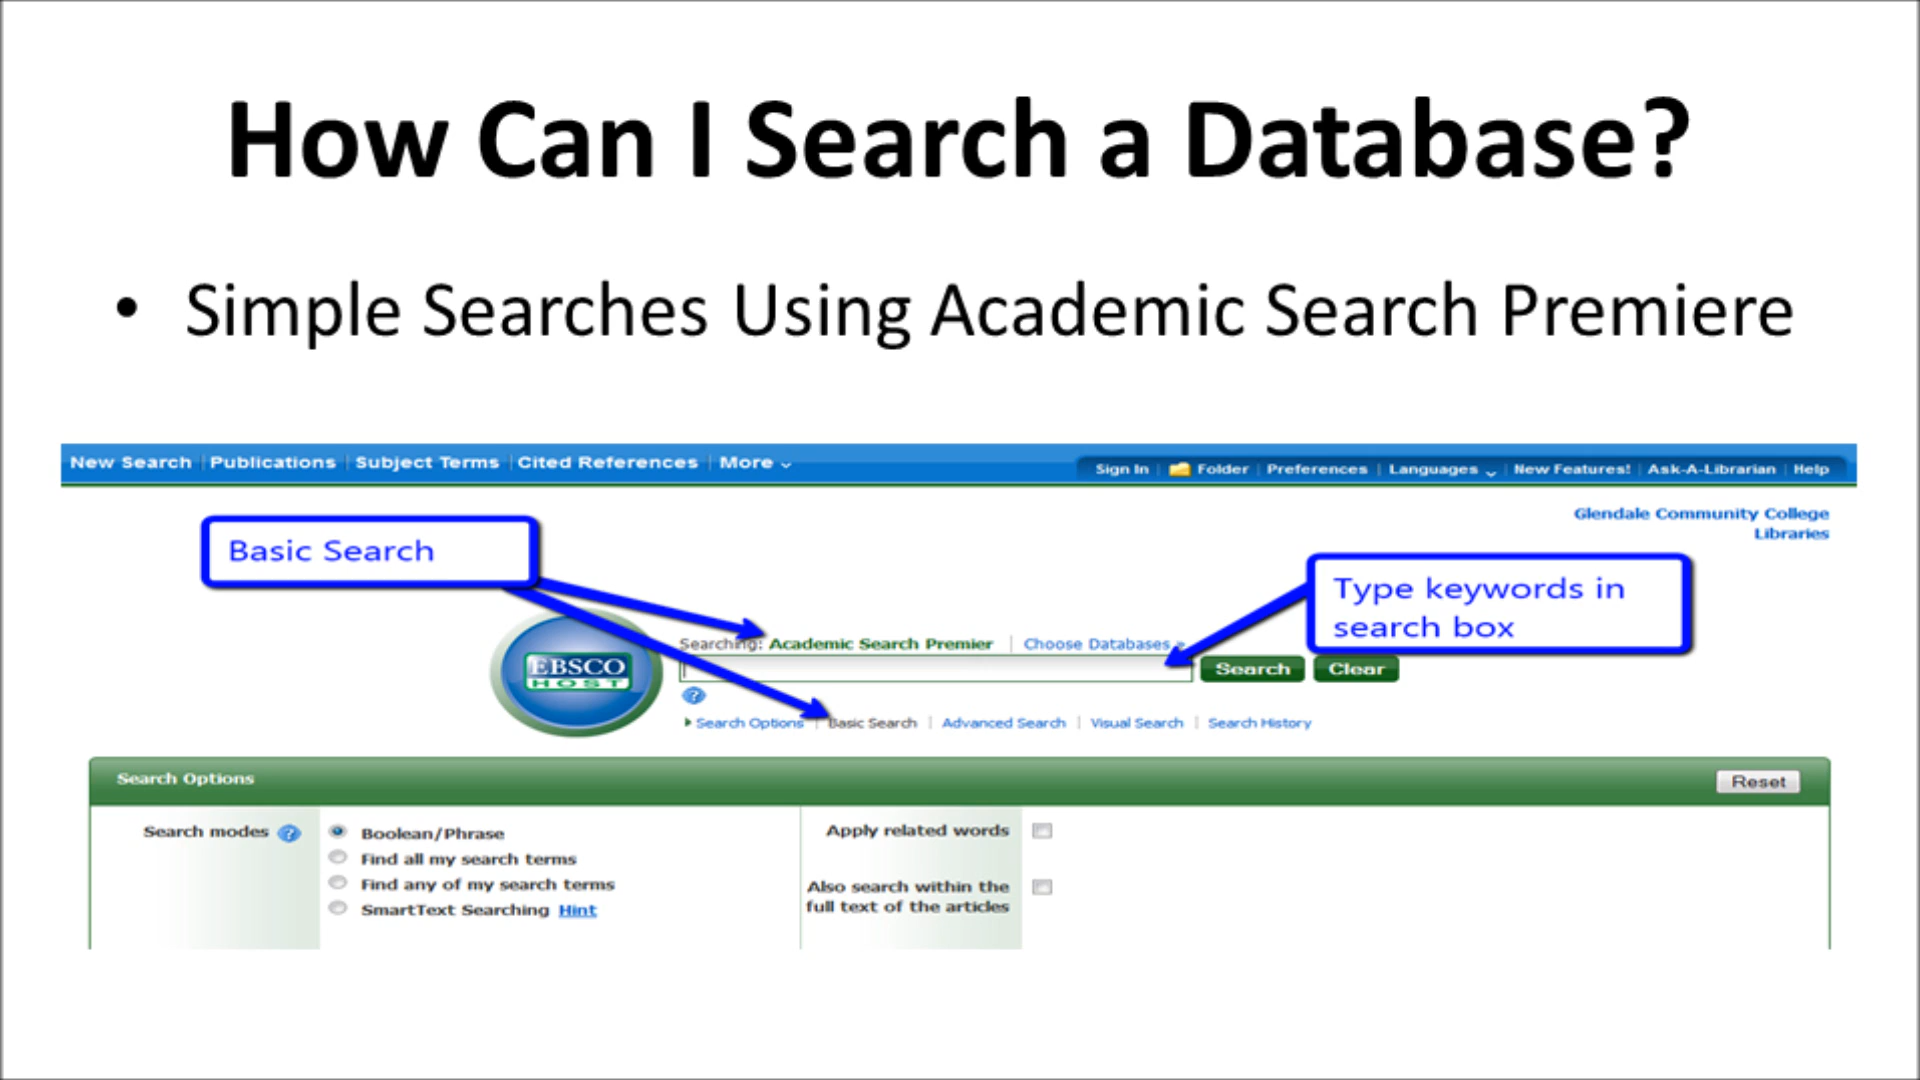 How Can I Search a Database?
• Simple Searches Using Academic Search Premiere
New Search | Publications | Subject Terms | Cited References | More
Sign In | Folder | Preferences | Languages | New Features! | Ask-A-Librarian | Help
Glendale Community College
Libraries
Basic Search
Type keywords in
search box
Searching: Academic Search Premier | Choose Databases »
EBSCO
HOST
Search Clear
?
Search Options | Basic Search | Advanced Search | Visual Search | Search History
Search Options
Reset
Search modes ?
Boolean/Phrase
Find all my search terms
Find any of my search terms
SmartText Searching Hint
Apply related words
Also search within the
full text of the articles